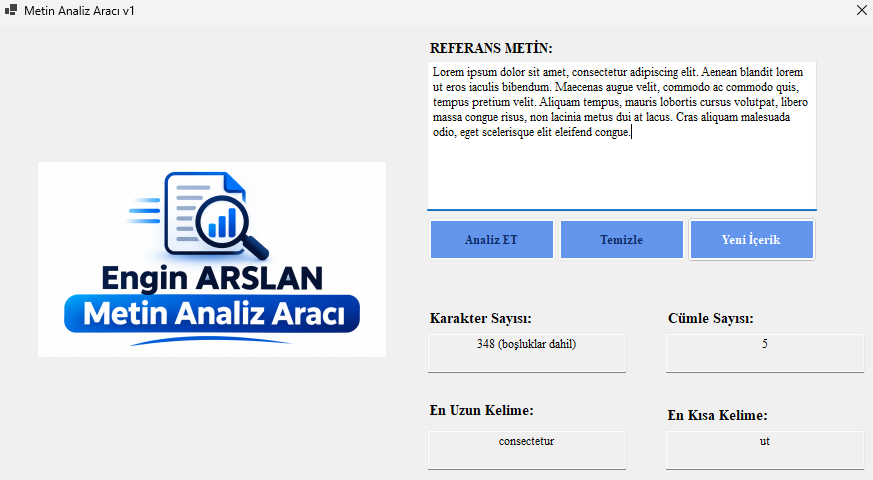 Metin Analiz Aracı v1
REFERANS METİN:
Lorem ipsum dolor sit amet, consectetur adipiscing elit. Aenean blandit lorem
ut eros iaculis bibendum. Maecenas augue velit, commodo ac commodo quis,
tempus pretium velit. Aliquam tempus, mauris lobortis cursus volutpat, libero
massa congue risus, non lacinia metus dui at lacus. Cras aliquam malesuada
odio, eget scelerisque elit eleifend congue.
Analiz ET
Temizle
Yeni İçerik
Engin ARSLAN
Metin Analiz Aracı
Karakter Sayısı:
Cümle Sayısı:
348 (boşluklar dahil)
5
En Uzun Kelime:
En Kısa Kelime:
consectetur
ut